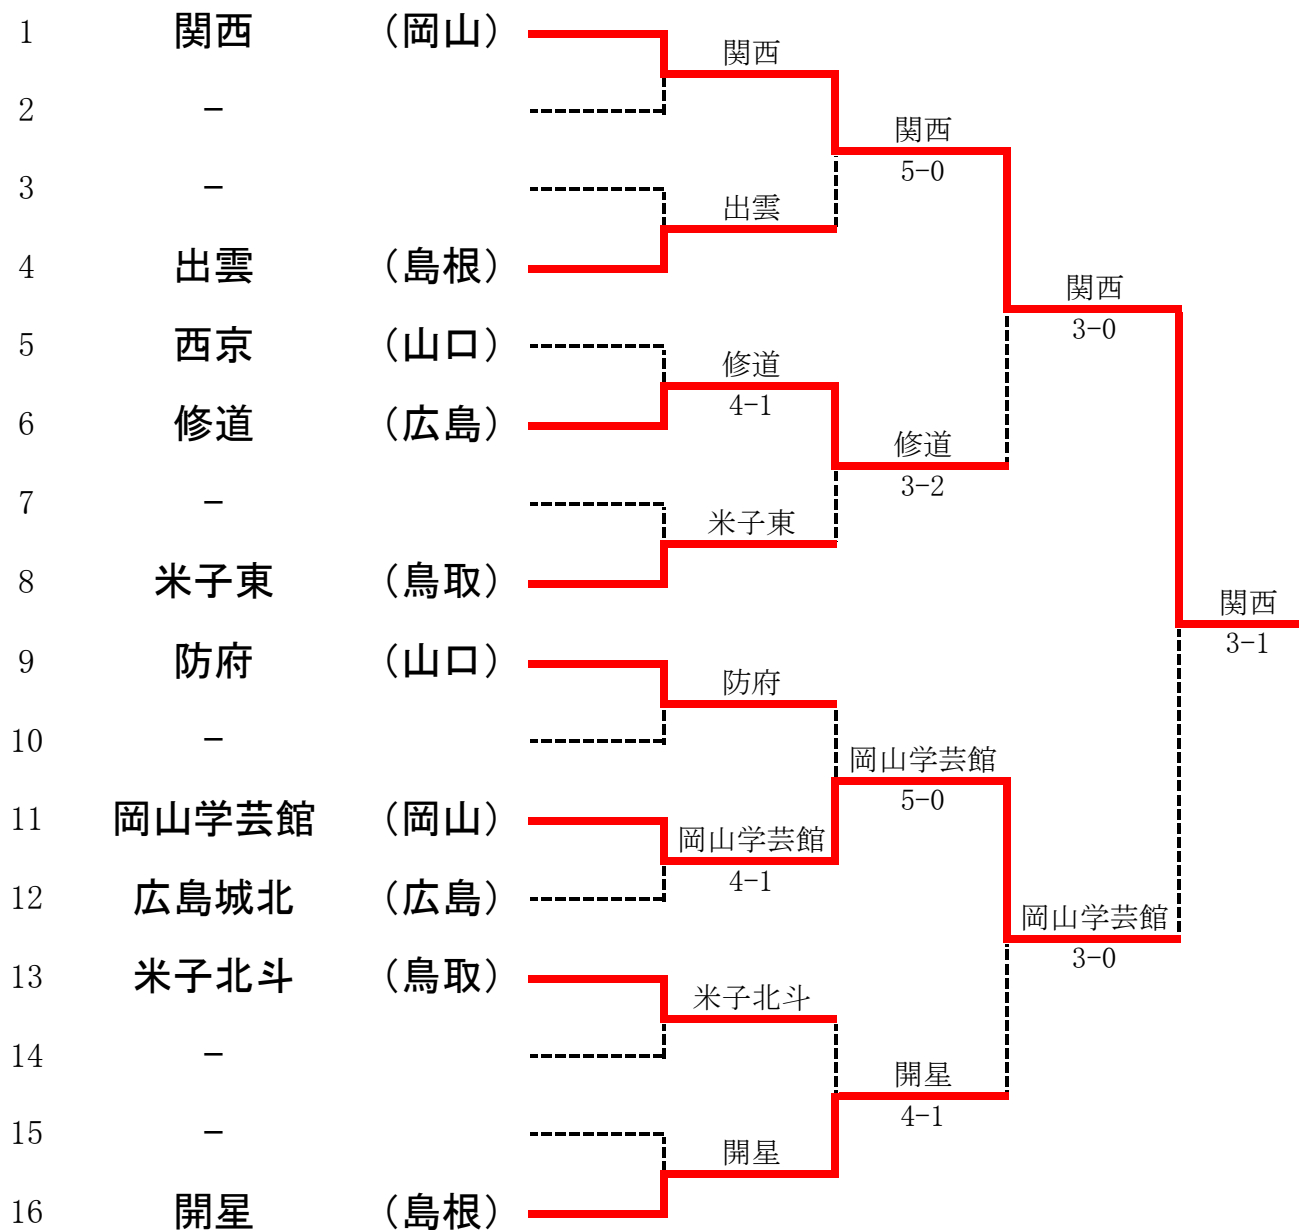 1 関西 （岡山）
関西
2 －
関西
5-0
3 －
出雲
4 出雲 （島根）
関西
3-0
5 西京 （山口）
修道
4-1
6 修道 （広島）
修道
3-2
7 －
米子東
8 米子東 （鳥取）
関西
3-1
9 防府 （山口）
防府
10 －
岡山学芸館
5-0
11 岡山学芸館 （岡山）
岡山学芸館
4-1
12 広島城北 （広島）
岡山学芸館
3-0
13 米子北斗 （鳥取）
米子北斗
14 －
開星
4-1
15 －
開星
16 開星 （島根）